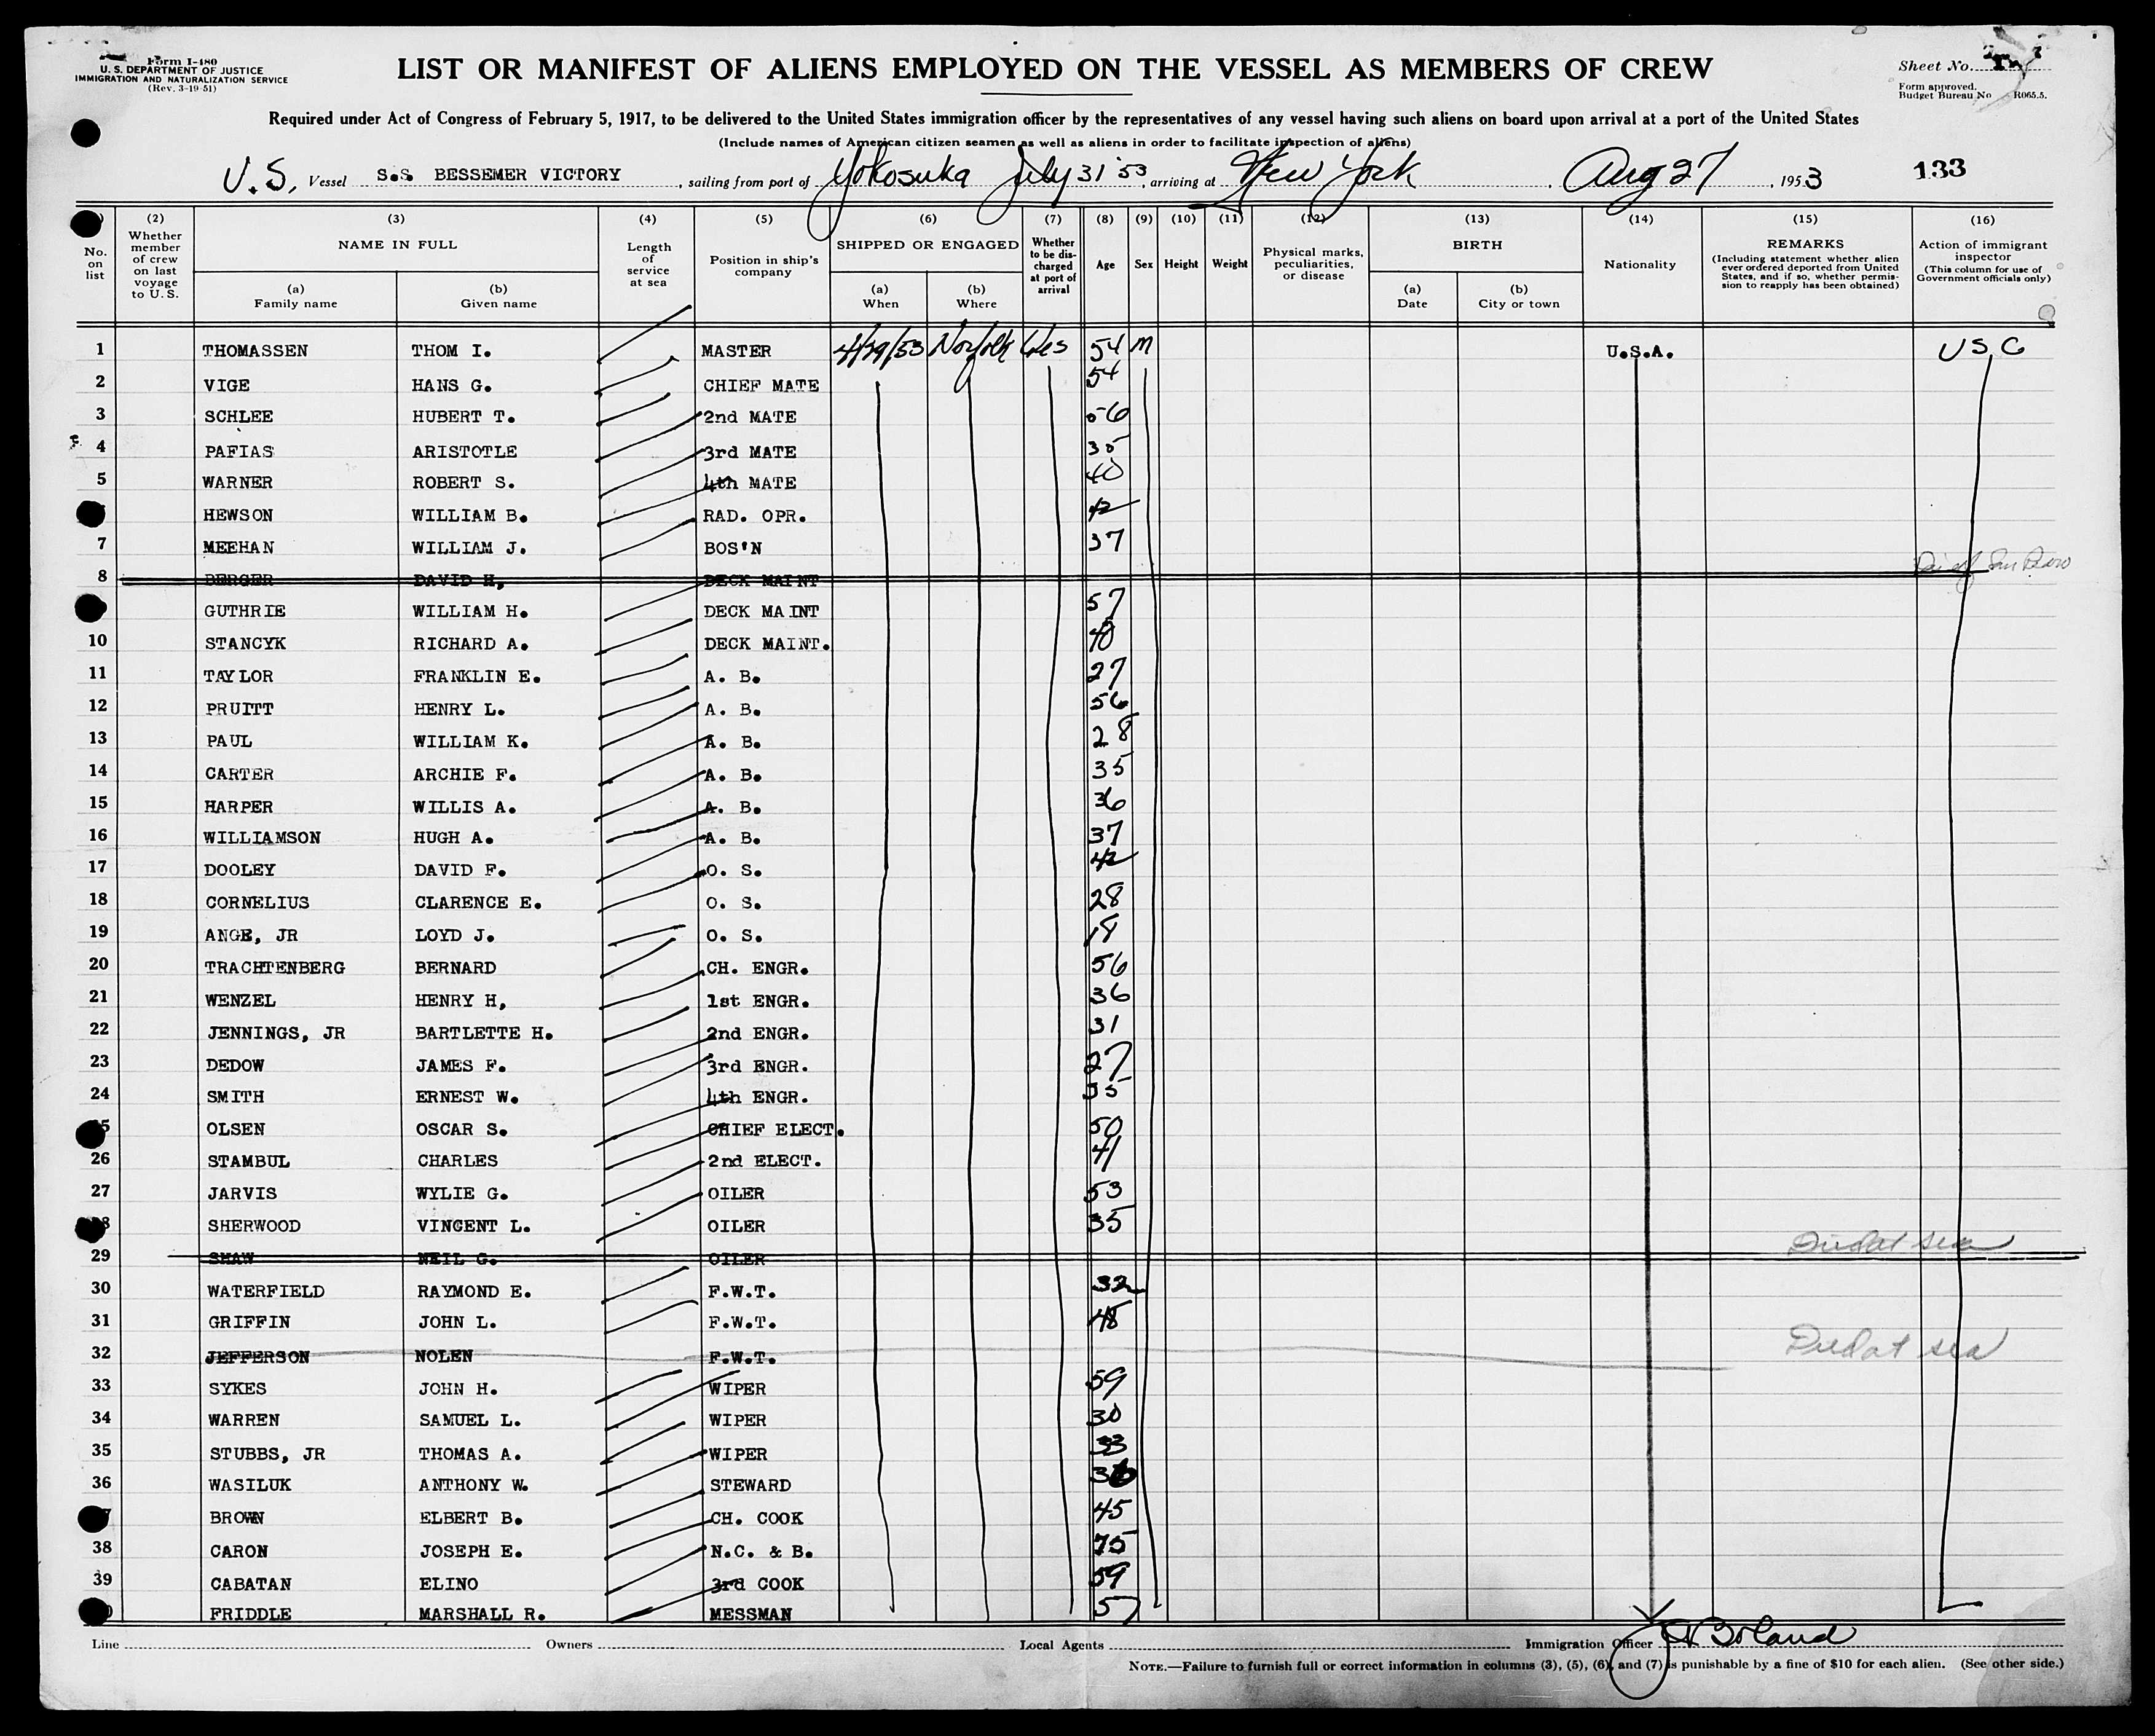 Form I-480
U. S. DEPARTMENT OF JUSTICE
IMMIGRATION AND NATURALIZATION SERVICE
(Rev. 3-19-51)
LIST OR MANIFEST OF ALIENS EMPLOYED ON THE VESSEL AS MEMBERS OF CREW
Sheet No.
Form approved.
Budget Bureau No R065.5.
Required under Act of Congress of February 5, 1917, to be delivered to the United States immigration officer by the representatives of any vessel having such aliens on board upon arrival at a port of the United States
(Include names of American citizen seamen as well as aliens in order to facilitate inspection of aliens)
U.S. Vessel S.S BESSEMER VICTORY, sailing from port of Yokosuka July 31 '53, arriving at New York, Aug 27, 1953 133
(2) (3) (4) (5) (6) (7) (8) (9) (10) (11) (12) (13) (14) (15) (16)
No. on list
Whether member of crew on last voyage to U. S.
NAME IN FULL
(a) Family name
(b) Given name
Length of service at sea
Position in ship's company
SHIPPED OR ENGAGED
(a) When
(b) Where
Whether to be discharged at port of arrival
Age
Sex
Height
Weight
Physical marks, peculiarities, or disease
BIRTH
(a) Date
(b) City or town
Nationality
REMARKS
(Including statement whether alien ever ordered deported from United States, and if so, whether permission to reapply has been obtained)
Action of immigrant inspector
(This column for use of Government officials only)
1 THOMASSEN THOM I. MASTER 4/29/53 Norfolk Yes 54 M U.S.A. USC
2 VIGE HANS G. CHIEF MATE 54
3 SCHLEE HUBERT T. 2nd MATE 56
4 PAFIAS ARISTOTLE 3rd MATE 35
5 WARNER ROBERT S. 4th MATE 40
HEWSON WILLIAM B. RAD. OPR. 42
7 MEEHAN WILLIAM J. BOS'N 37
8 BERGER DAVID H, DECK MAINT
GUTHRIE WILLIAM H. DECK MAINT 57
10 STANCYK RICHARD A. DECK MAINT. 40
11 TAYLOR FRANKLIN E. A. B. 27
12 PRUITT HENRY L. A. B. 56
13 PAUL WILLIAM K. A. B. 28
14 CARTER ARCHIE F. A. B. 35
15 HARPER WILLIS A. A. B. 36
16 WILLIAMSON HUGH A. A. B. 37
17 DOOLEY DAVID F. O. S. 42
18 CORNELIUS CLARENCE E. O. S. 28
19 ANGE, JR LOYD J. O. S. 18
20 TRACHTENBERG BERNARD CH. ENGR. 56
21 WENZEL HENRY H, 1st ENGR. 36
22 JENNINGS, JR BARTLETTE H. 2nd ENGR. 31
23 DEDOW JAMES F. 3rd ENGR. 27
24 SMITH ERNEST W. 4th ENGR. 35
OLSEN OSCAR S. CHIEF ELECT. 50
26 STAMBUL CHARLES 2nd ELECT. 41
27 JARVIS WYLIE G. OILER 53
SHERWOOD VINCENT L. OILER 35
29 SHAW NEIL G. OILER Died at sea
30 WATERFIELD RAYMOND E. F.W.T. 32
31 GRIFFIN JOHN L. F.W.T. 48
32 JEFFERSON NOLEN F.W.T. Died at sea
33 SYKES JOHN H. WIPER 59
34 WARREN SAMUEL L. WIPER 30
35 STUBBS, JR THOMAS A. WIPER 33
36 WASILUK ANTHONY W. STEWARD 36
BROWN ELBERT B. CH. COOK 45
38 CARON JOSEPH E. N.C. & B. 75
39 CABATAN ELINO 3rd COOK 59
FRIDDLE MARSHALL R. MESSMAN 57
Line Owners Local Agents Immigration Officer Boland
NOTE.—Failure to furnish full or correct information in columns (3), (5), (6), and (7) is punishable by a fine of $10 for each alien. (See other side.)